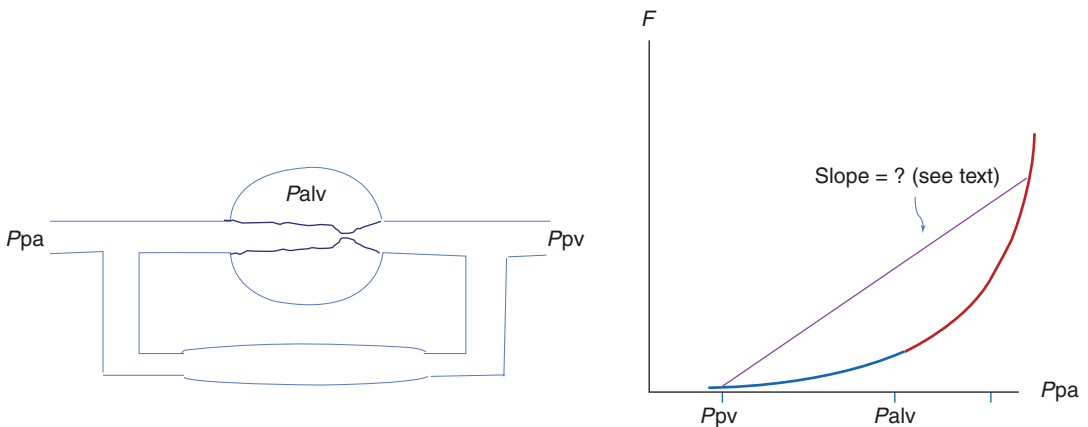 Palv
Ppa
Ppv
F
Slope = ? (see text)
Ppv
Palv
Ppa